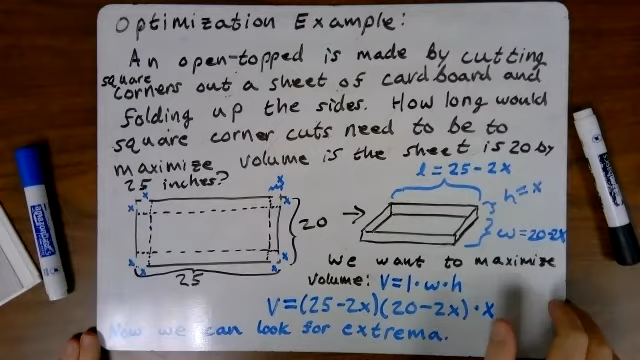 Optimization Example:
An open-topped is made by cutting
square
corners out a sheet of cardboard and
folding up the sides. How long would
square corner cuts need to be to
maximize volume is the sheet is 20 by
25 inches?
l = 25 - 2x
x
x
x
x
x
x
x
x
20
25
h = x
w = 20-2x
We want to maximize
volume: V = l · w · h
V = (25 - 2x)(20 - 2x) · x
Now we can look for extrema.